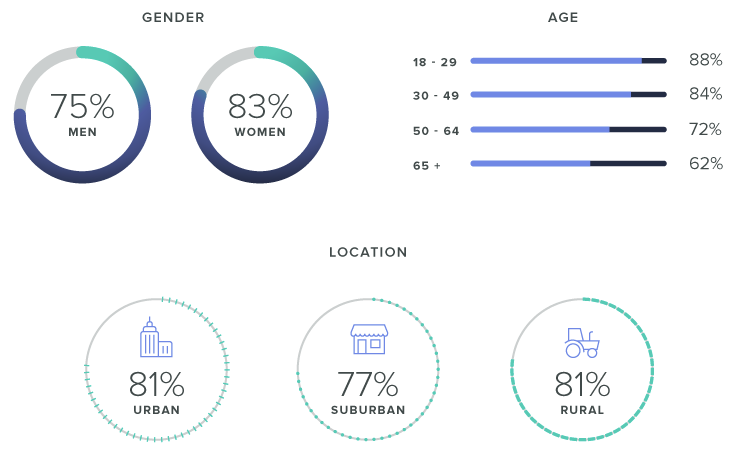 GENDER
75%
MEN
83%
WOMEN
AGE
18 - 29 88%
30 - 49 84%
50 - 64 72%
65 + 62%
LOCATION
81%
URBAN
77%
SUBURBAN
81%
RURAL